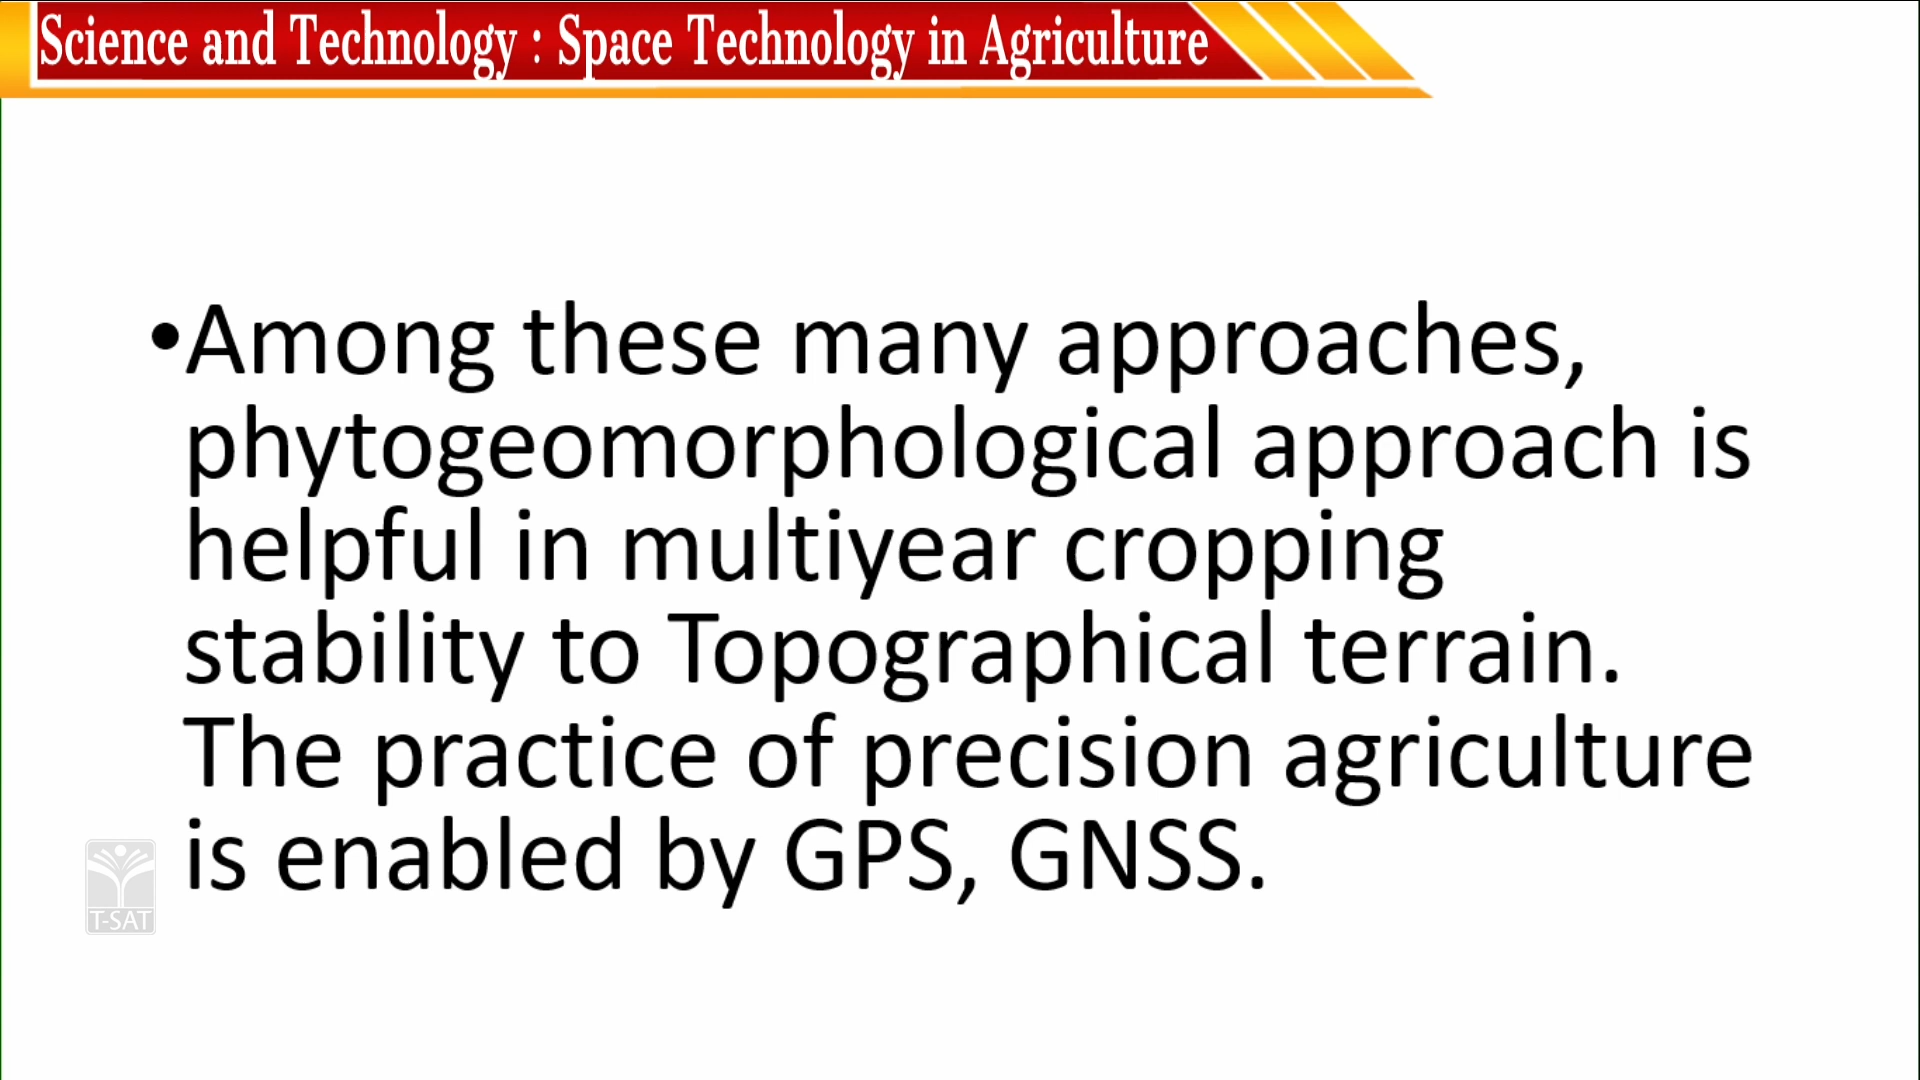 Science and Technology : Space Technology in Agriculture
•Among these many approaches,
phytogeomorphological approach is
helpful in multiyear cropping
stability to Topographical terrain.
The practice of precision agriculture
is enabled by GPS, GNSS.
T-SAT